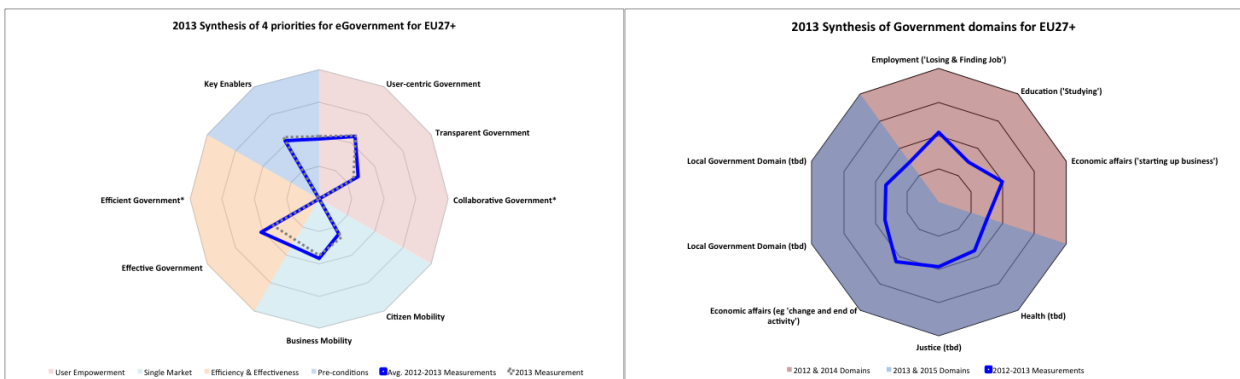 2013 Synthesis of 4 priorities for eGovernment for EU27+
Key Enablers
User-centric Government
Transparent Government
Efficient Government*
Collaborative Government*
Effective Government
Citizen Mobility
Business Mobility
User Empowerment
Single Market
Efficiency & Effectiveness
Pre-conditions
Avg. 2012-2013 Measurements
2013 Measurement
2013 Synthesis of Government domains for EU27+
Employment ('Losing & Finding Job')
Education ('Studying')
Local Government Domain (tbd)
Economic affairs ('starting up business')
Local Government Domain (tbd)
Economic affairs (eg 'change and end of
activity')
Health (tbd)
Justice (tbd)
2012 & 2014 Domains
2013 & 2015 Domains
2012-2013 Measurements